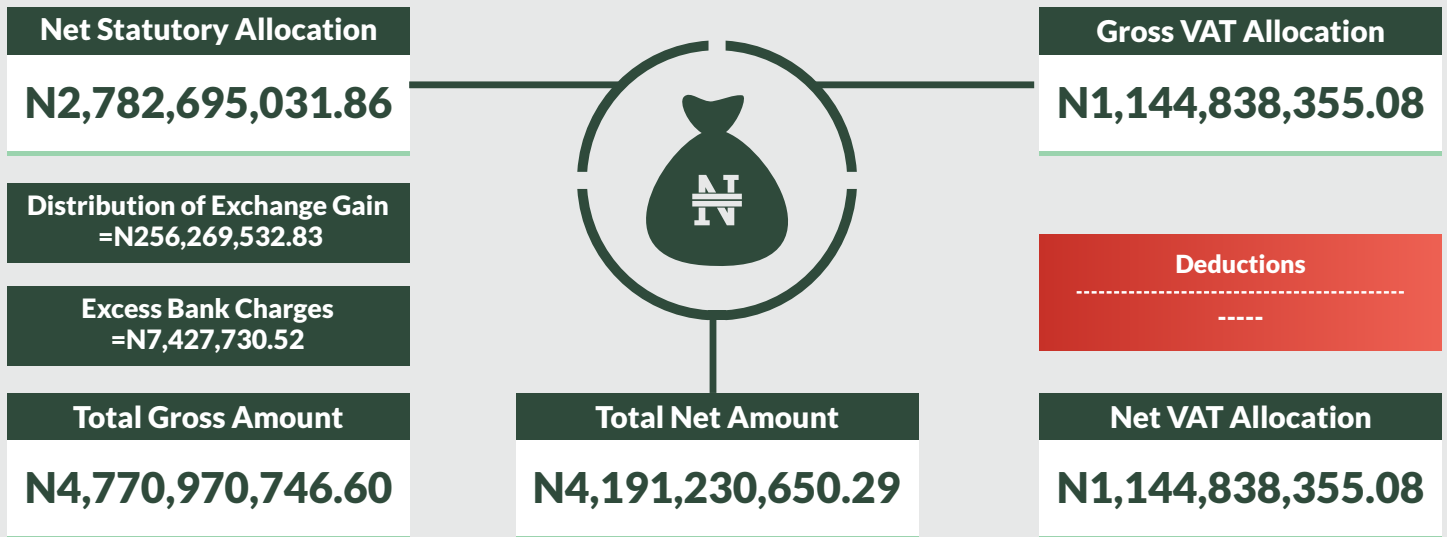 Net Statutory Allocation
N2,782,695,031.86
Distribution of Exchange Gain
=N256,269,532.83
Excess Bank Charges
=N7,427,730.52
Total Gross Amount
N4,770,970,746.60
₦
Total Net Amount
N4,191,230,650.29
Gross VAT Allocation
N1,144,838,355.08
Deductions
--------------------------------------------
-----
Net VAT Allocation
N1,144,838,355.08